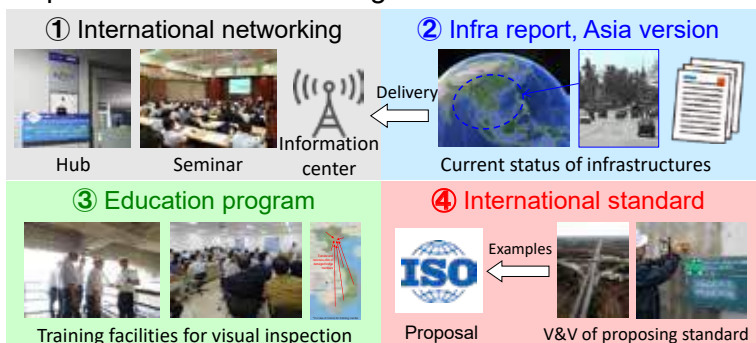 ① International networking
Hub
Seminar
Information
center
Delivery
② Infra report, Asia version
Current status of infrastructures
③ Education program
Training facilities for visual inspection
④ International standard
ISO
Examples
Proposal
V&V of proposing standard